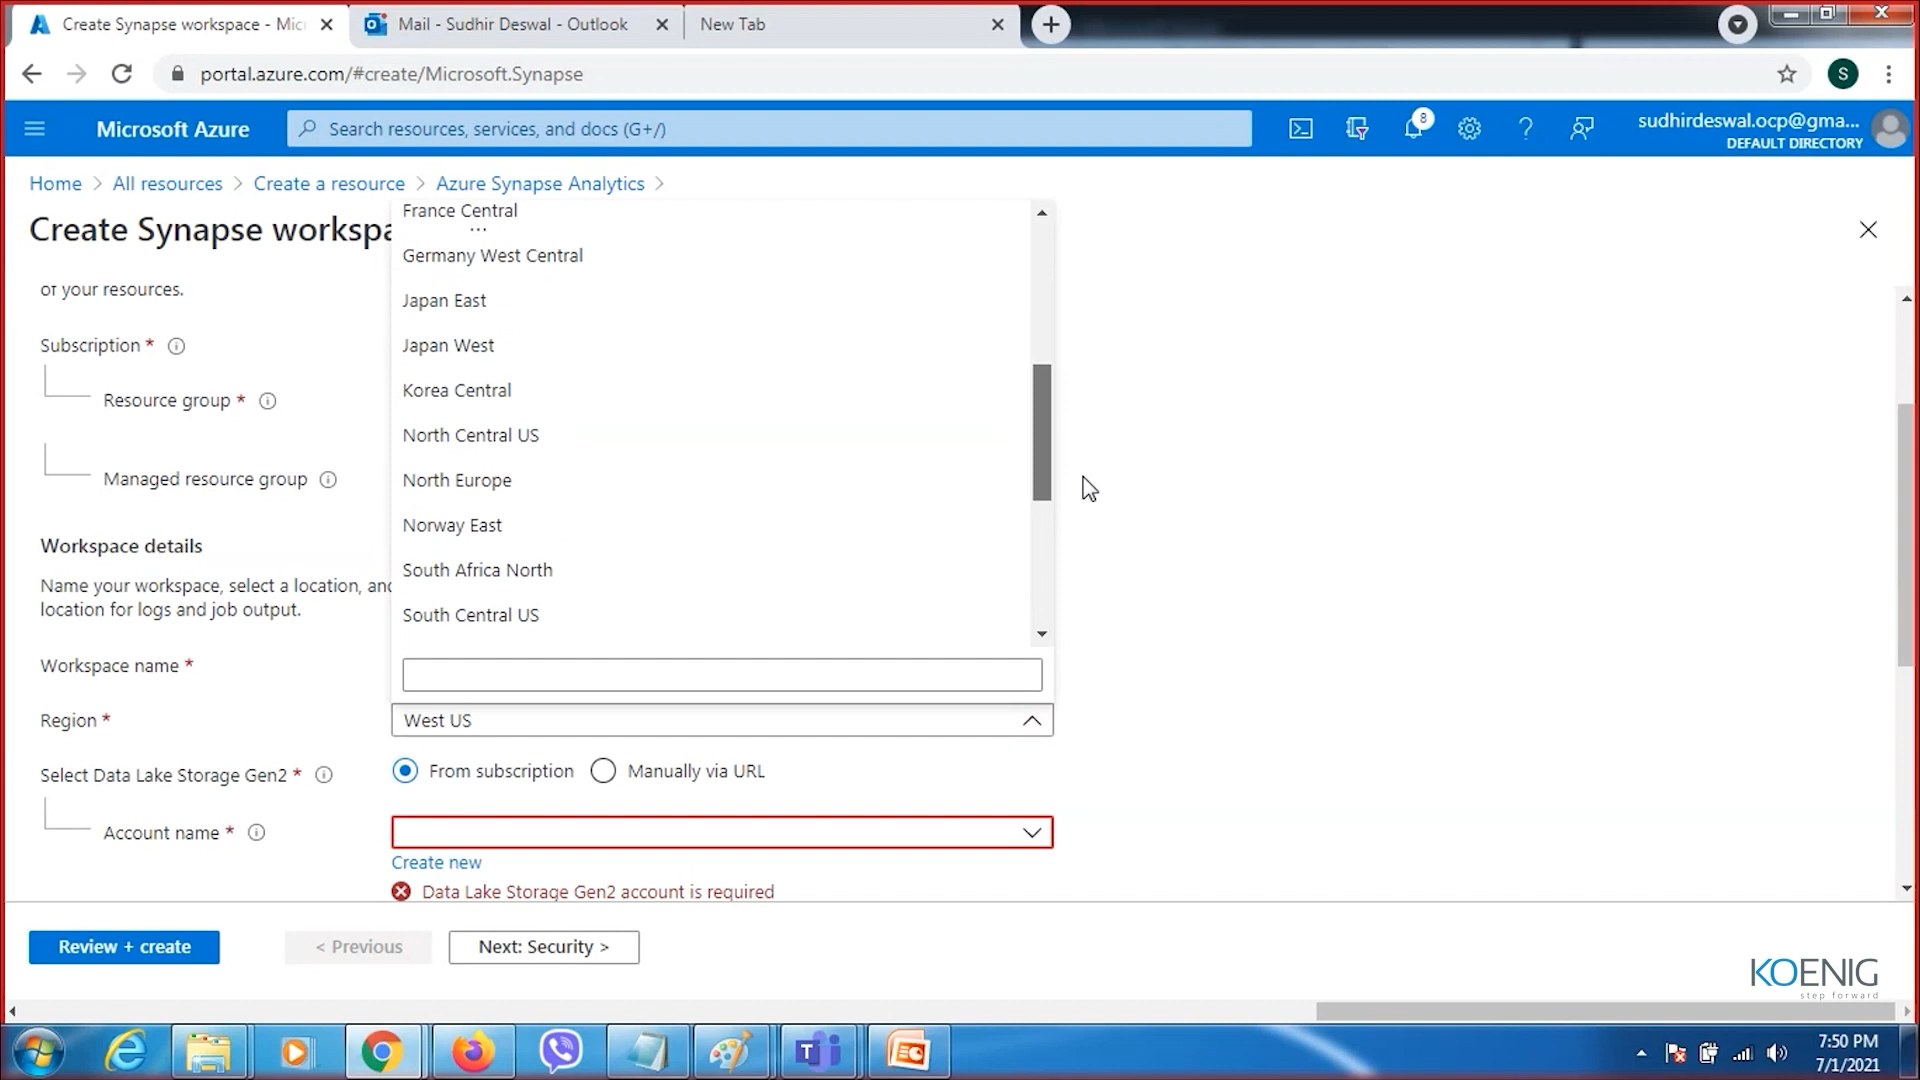 Create Synapse workspace - Mic
Mail - Sudhir Deswal - Outlook
New Tab
portal.azure.com/#create/Microsoft.Synapse
S
Microsoft Azure
Search resources, services, and docs (G+/)
8
sudhirdeswal.ocp@gma...
DEFAULT DIRECTORY
Home > All resources > Create a resource > Azure Synapse Analytics >
Create Synapse workspa
...
of your resources.
Subscription *
Resource group *
Managed resource group
Workspace details
Name your workspace, select a location, and
location for logs and job output.
Workspace name *
France Central
Germany West Central
Japan East
Japan West
Korea Central
North Central US
North Europe
Norway East
South Africa North
South Central US
Region *
West US
Select Data Lake Storage Gen2 *
From subscription
Manually via URL
Account name *
Create new
Data Lake Storage Gen2 account is required
Review + create
< Previous
Next: Security >
KOENIG
step forward
7:50 PM
7/1/2021